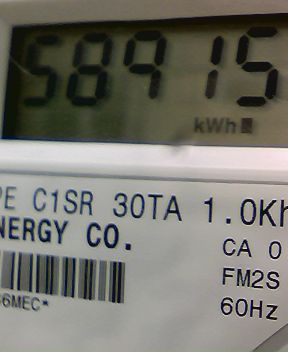 58915
kWh
PE C1SR 30TA 1.0Kh
NERGY CO.
CA 0
FM2S
6MEC*
60Hz